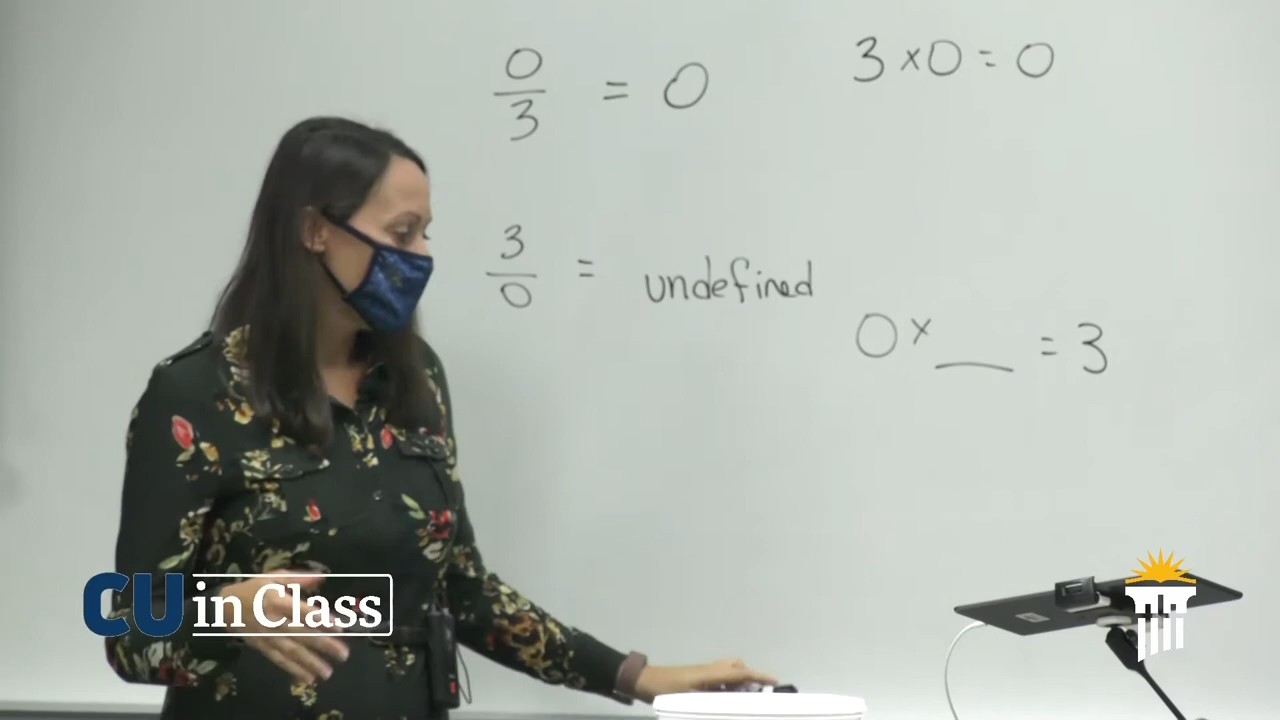 0/3 = 0
3 × 0 = 0
3/0 = undefined
0 × ___ = 3
CU in Class